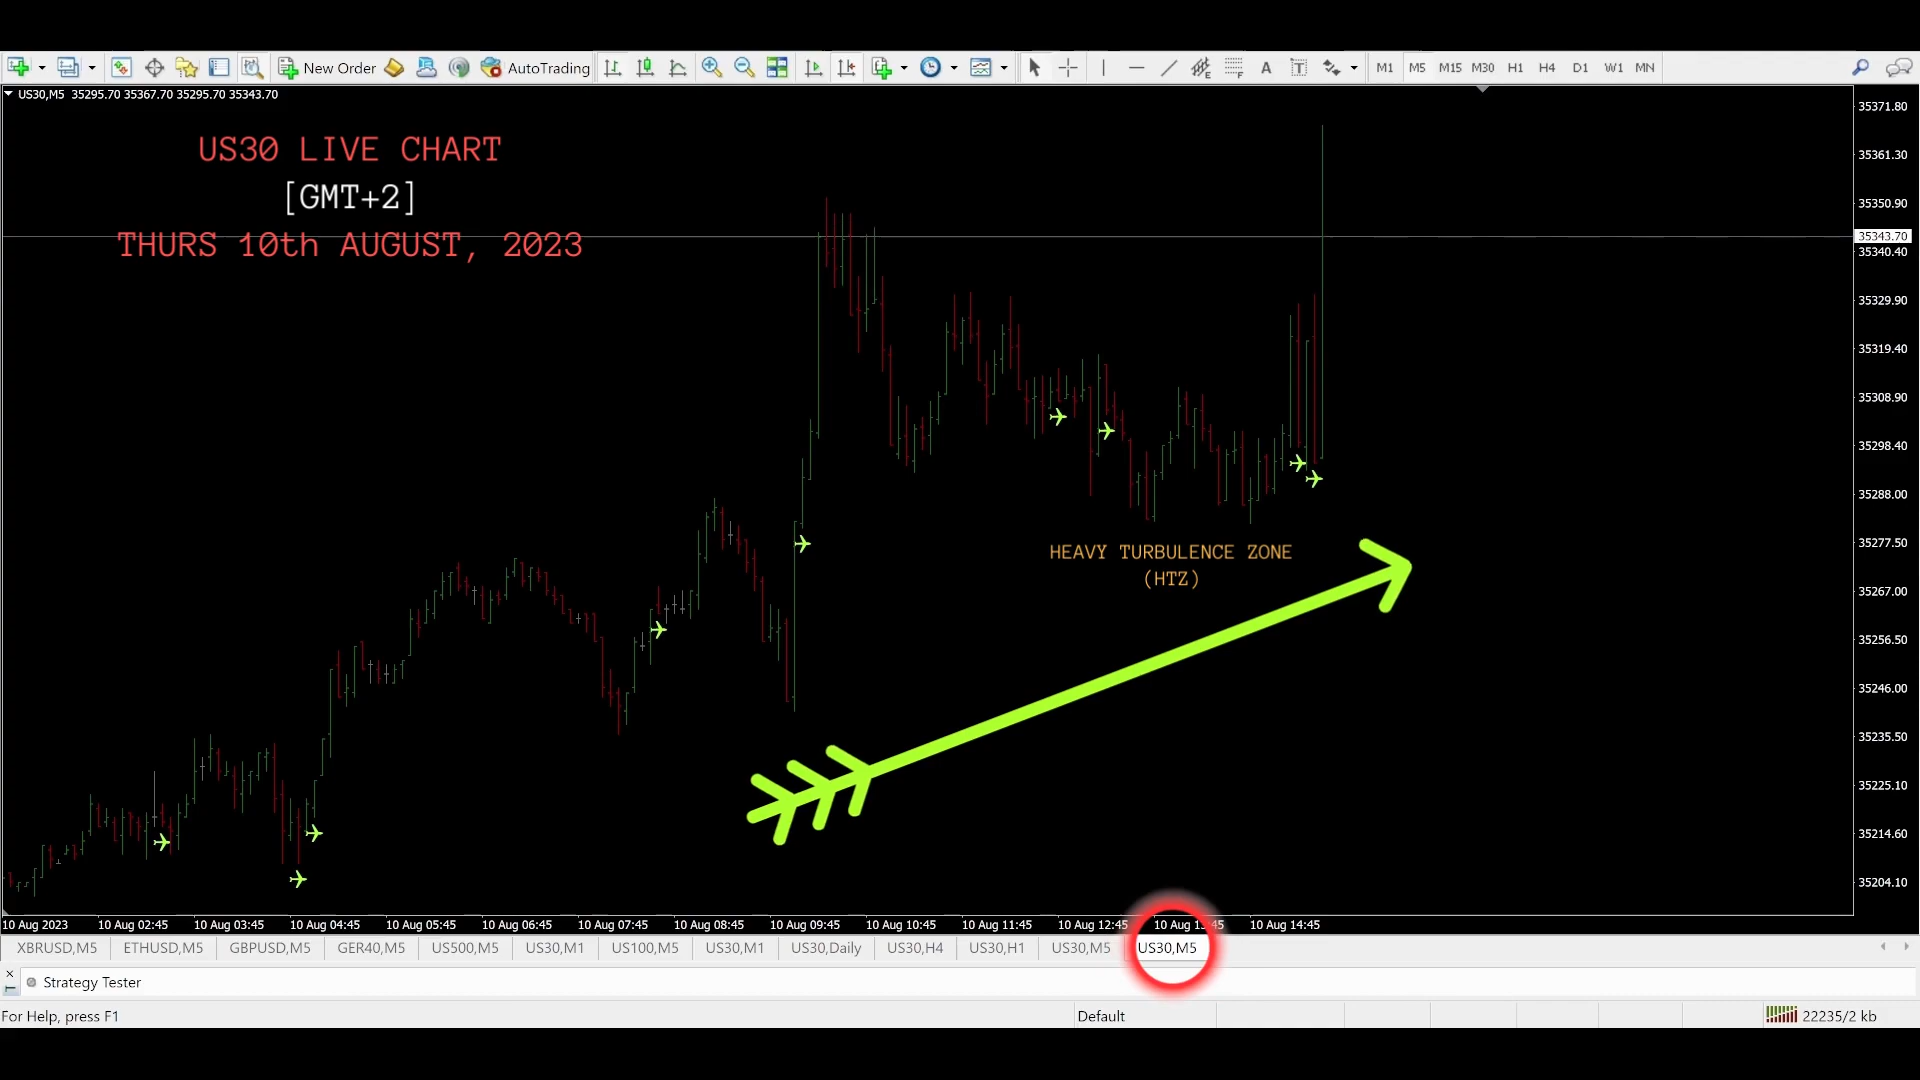 New Order
AutoTrading
A
T
M1 M5 M15 M30 H1 H4 D1 W1 MN
US30,M5 35295.70 35367.70 35295.70 35343.70
US30 LIVE CHART
[GMT+2]
THURS 10th AUGUST, 2023
35371.80
35361.30
35350.90
35343.70
35340.40
35329.90
35319.40
35308.90
35298.40
35288.00
35277.50
35267.00
35256.50
35246.00
35235.50
35225.10
35214.60
35204.10
HEAVY TURBULENCE ZONE
(HTZ)
10 Aug 2023 10 Aug 02:45 10 Aug 03:45 10 Aug 04:45 10 Aug 05:45 10 Aug 06:45 10 Aug 07:45 10 Aug 08:45 10 Aug 09:45 10 Aug 10:45 10 Aug 11:45 10 Aug 12:45 10 Aug 13:45 10 Aug 14:45
XBRUSD,M5 ETHUSD,M5 GBPUSD,M5 GER40,M5 US500,M5 US30,M1 US100,M5 US30,M1 US30,Daily US30,H4 US30,H1 US30,M5 US30,M5
Strategy Tester
For Help, press F1
Default
22235/2 kb